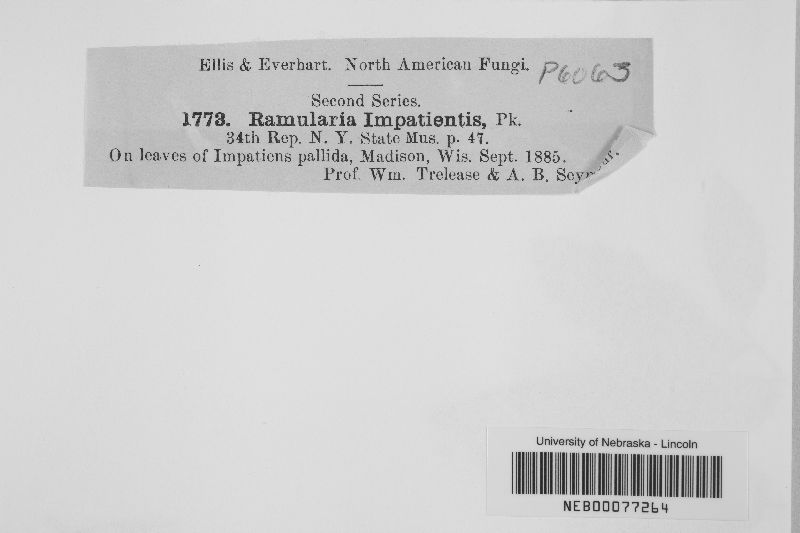 Ellis & Everhart. North American Fungi.
P6063
Second Series.
1773. Ramularia Impatientis, Pk.
34th Rep. N. Y. State Mus. p. 47.
On leaves of Impatiens pallida, Madison, Wis. Sept. 1885.
Prof. Wm. Trelease & A. B.
University of Nebraska - Lincoln
NEB00077264